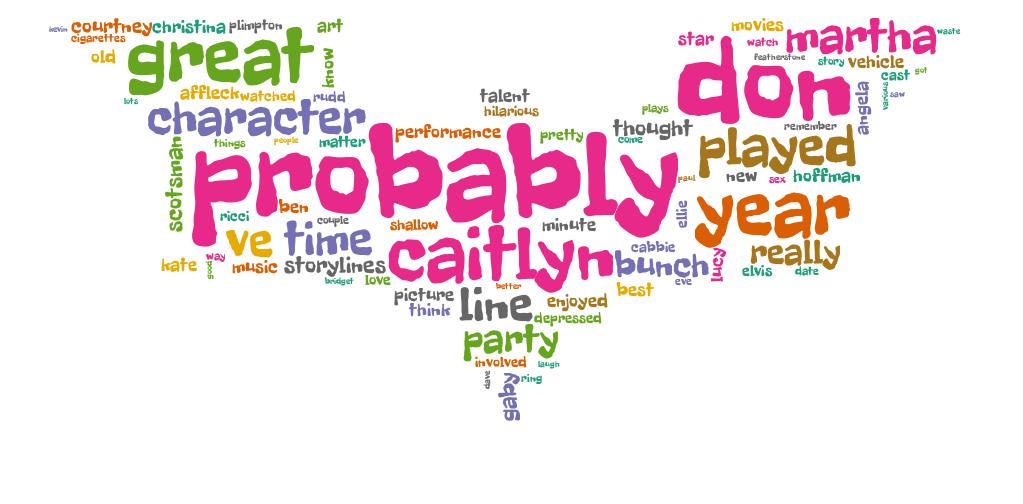 kevin
courtney
christina
plimpton
art
cigarettes
old
great
know
lots
affleck
watched
rudd
character
things
people
matter
scotsman
talent
hilarious
performance
pretty
plays
thought
come
probably
movies
star
watch
martha
waste
featherstone
story
vehicle
cast
got
don
various
saw
angela
remember
played
paul
new
sex
hoffman
ricci
ben
couple
shallow
minute
ellie
year
ve
time
caitlyn
cabbie
bunch
lucy
really
kate
way
good
music
storylines
bridget
love
elvis
date
eve
best
better
picture
think
line
enjoyed
depressed
party
involved
laugh
dave
gaby
ring